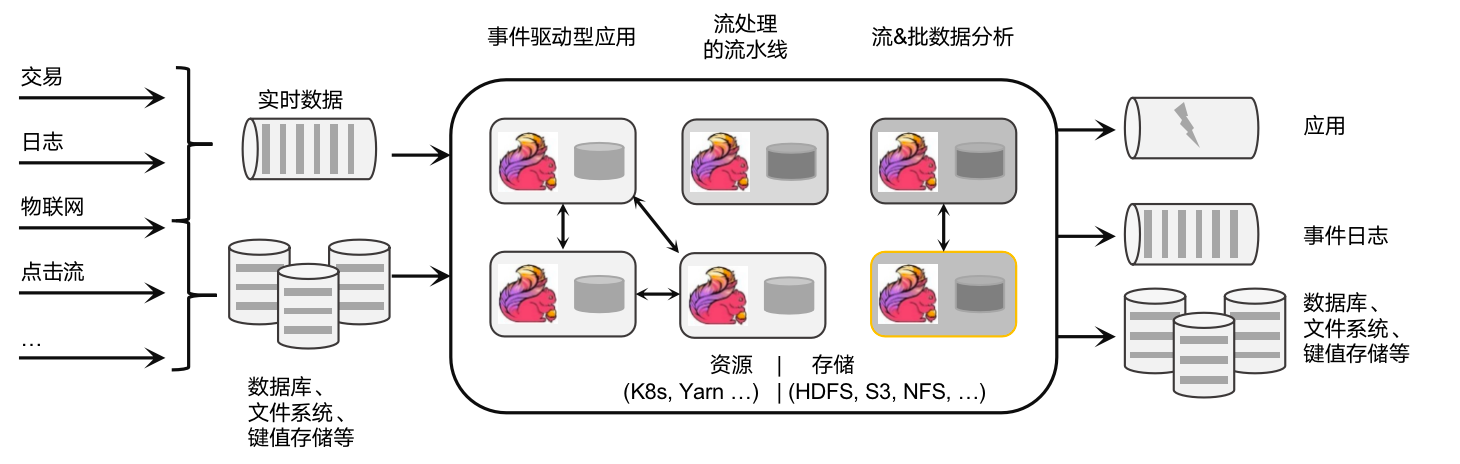 交易
日志
物联网
点击流
…
实时数据
数据库、
文件系统、
键值存储等
事件驱动型应用
流处理
的流水线
流&批数据分析
资源 | 存储
(K8s, Yarn …) | (HDFS, S3, NFS, …)
应用
事件日志
数据库、
文件系统、
键值存储等